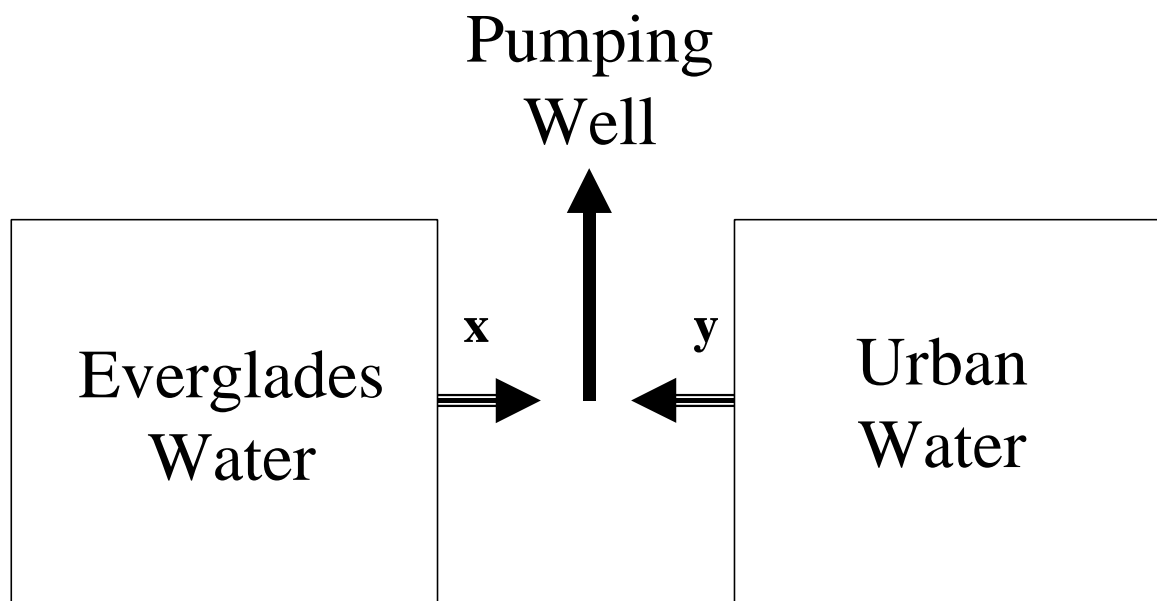 Pumping
Well
x
y
Everglades
Water
Urban
Water